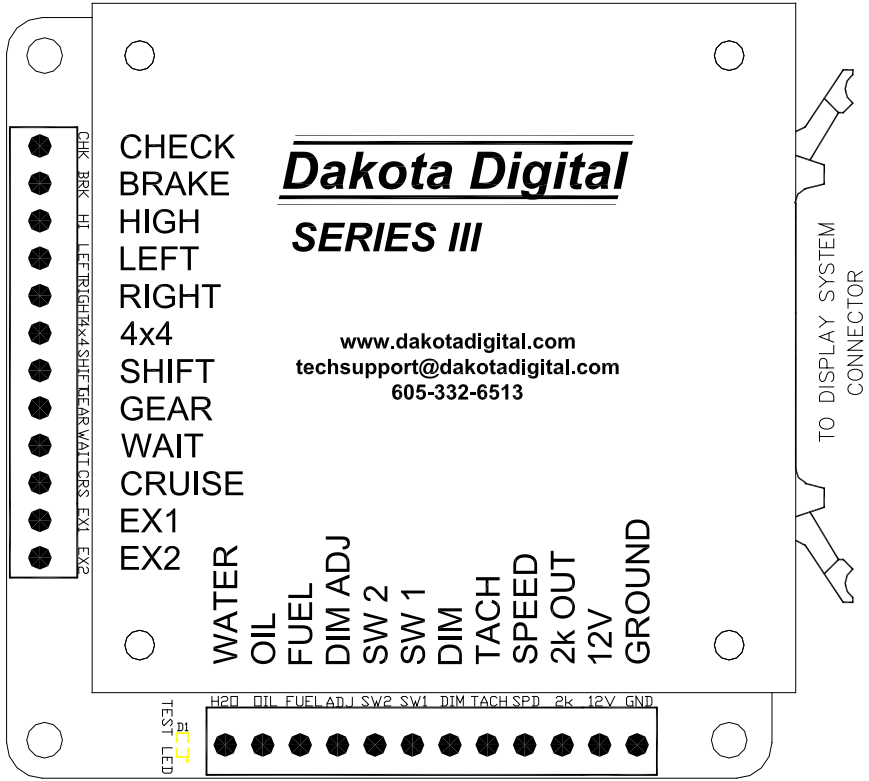 Dakota Digital
SERIES III
www.dakotadigital.com
techsupport@dakotadigital.com
605-332-6513
CHECK
BRAKE
HIGH
LEFT
RIGHT
4x4
SHIFT
GEAR
WAIT
CRUISE
EX1
EX2
CHK BRK HI LEFT RIGHT 4x4 SHIFT GEAR WAIT CRS EX1 EX2
WATER
OIL
FUEL
DIM ADJ
SW 2
SW 1
DIM
TACH
SPEED
2k OUT
12V
GROUND
H2O OIL FUEL ADJ SW2 SW1 DIM TACH SPD 2k 12V GND
TEST LED
D1
TO DISPLAY SYSTEM
CONNECTOR